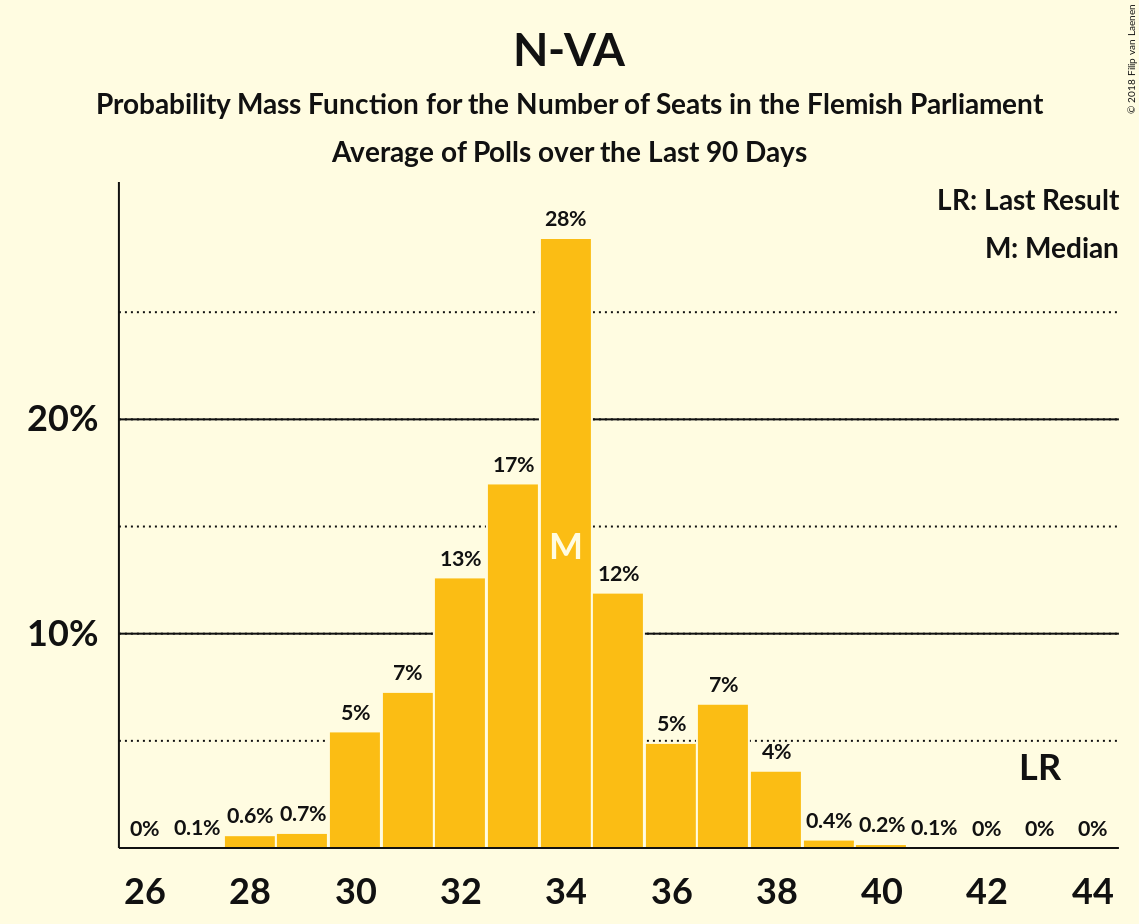 N-VA
Probability Mass Function for the Number of Seats in the Flemish Parliament
Average of Polls over the Last 90 Days
© 2018 Filip van Laenen
LR: Last Result
M: Median
20%
10%
0%
0.1%
0.6%
0.7%
5%
7%
13%
17%
28%
M
12%
5%
7%
4%
0.4%
0.2%
0.1%
0%
0%
0%
LR
26 28 30 32 34 36 38 40 42 44